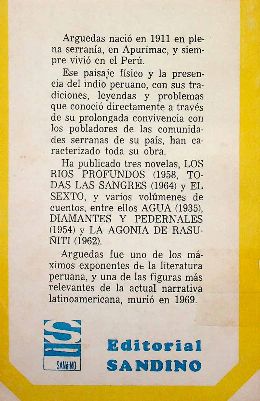 Arguedas nació en 1911 en ple-
na serranía, en Apurímac, y siem-
pre vivió en el Perú.
Ese paisaje físico y la presen-
cia del indio peruano, con sus tra-
diciones, leyendas y problemas
que conoció directamente a través
de su prolongada convivencia con
los pobladores de las comunida-
des serranas de su país, han ca-
racterizado toda su obra.
Ha publicado tres novelas, LOS
RIOS PROFUNDOS (1958, TO-
DAS LAS SANGRES (1964) y EL
SEXTO, y varios volúmenes de
cuentos, entre ellos AGUA (1935),
DIAMANTES Y PEDERNALES
(1954) y LA AGONIA DE RASU-
ÑITI (1962).
Arguedas fue uno de los má-
ximos exponentes de la literatura
peruana, y una de las figuras más
relevantes de la actual narrativa
latinoamericana, murió en 1969.
SANDINO
Editorial
SANDINO